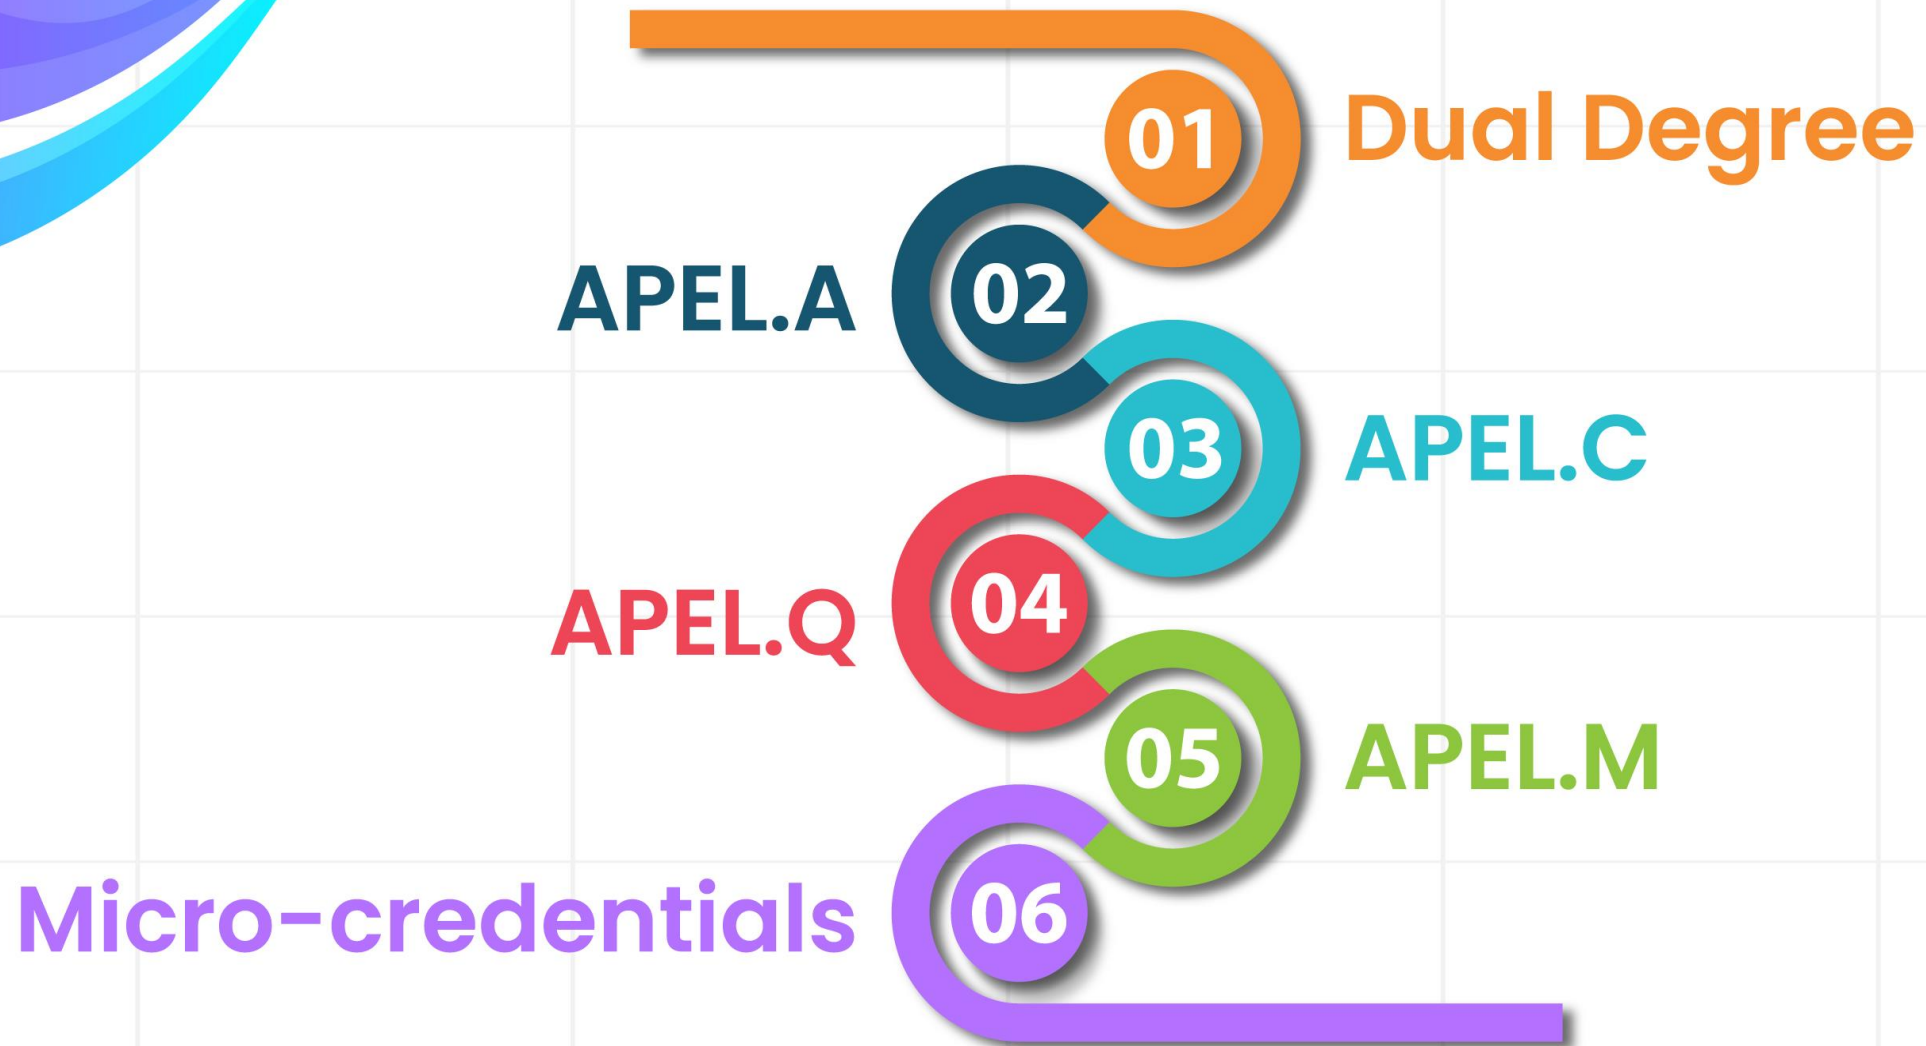 01 Dual Degree
APEL.A 02
03 APEL.C
APEL.Q 04
05 APEL.M
Micro-credentials 06